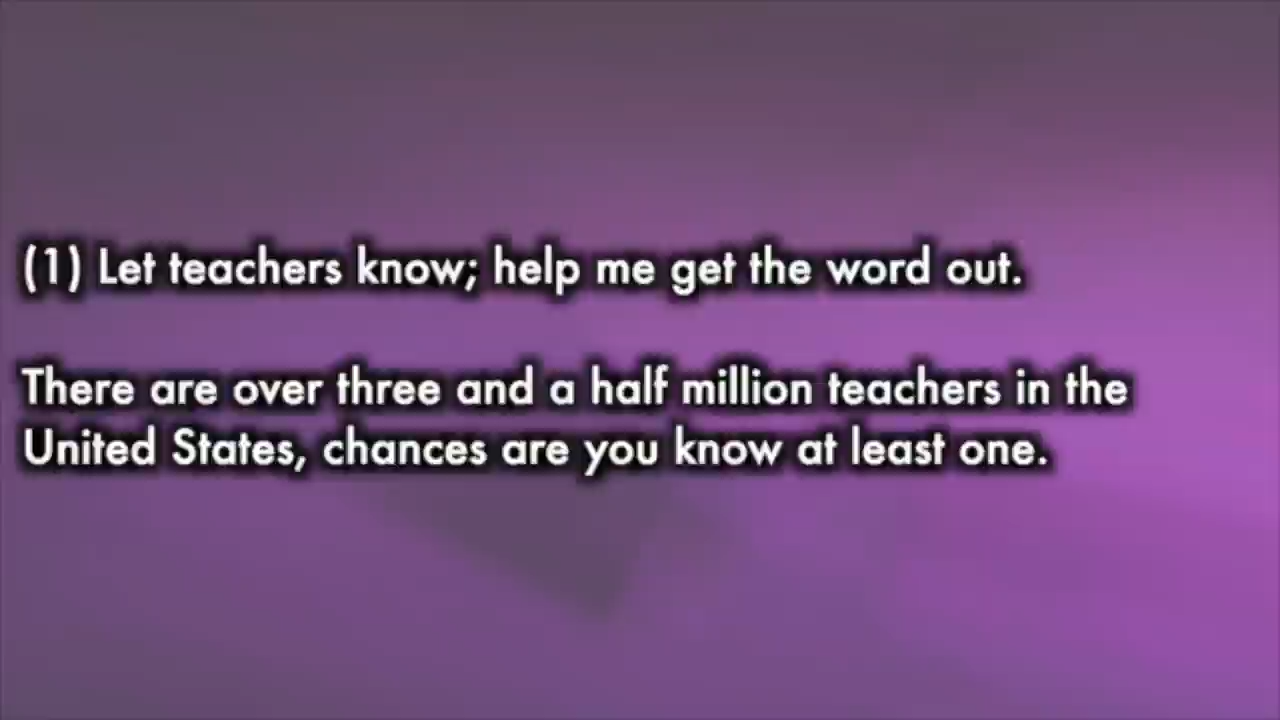 (1) Let teachers know; help me get the word out.
There are over three and a half million teachers in the
United States, chances are you know at least one.